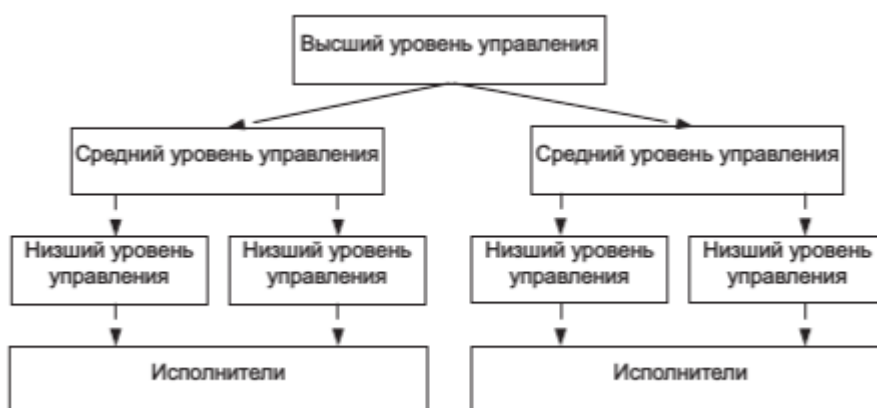 Высший уровень управления
Средний уровень управления
Средний уровень управления
Низший уровень
управления
Низший уровень
управления
Низший уровень
управления
Низший уровень
управления
Исполнители
Исполнители